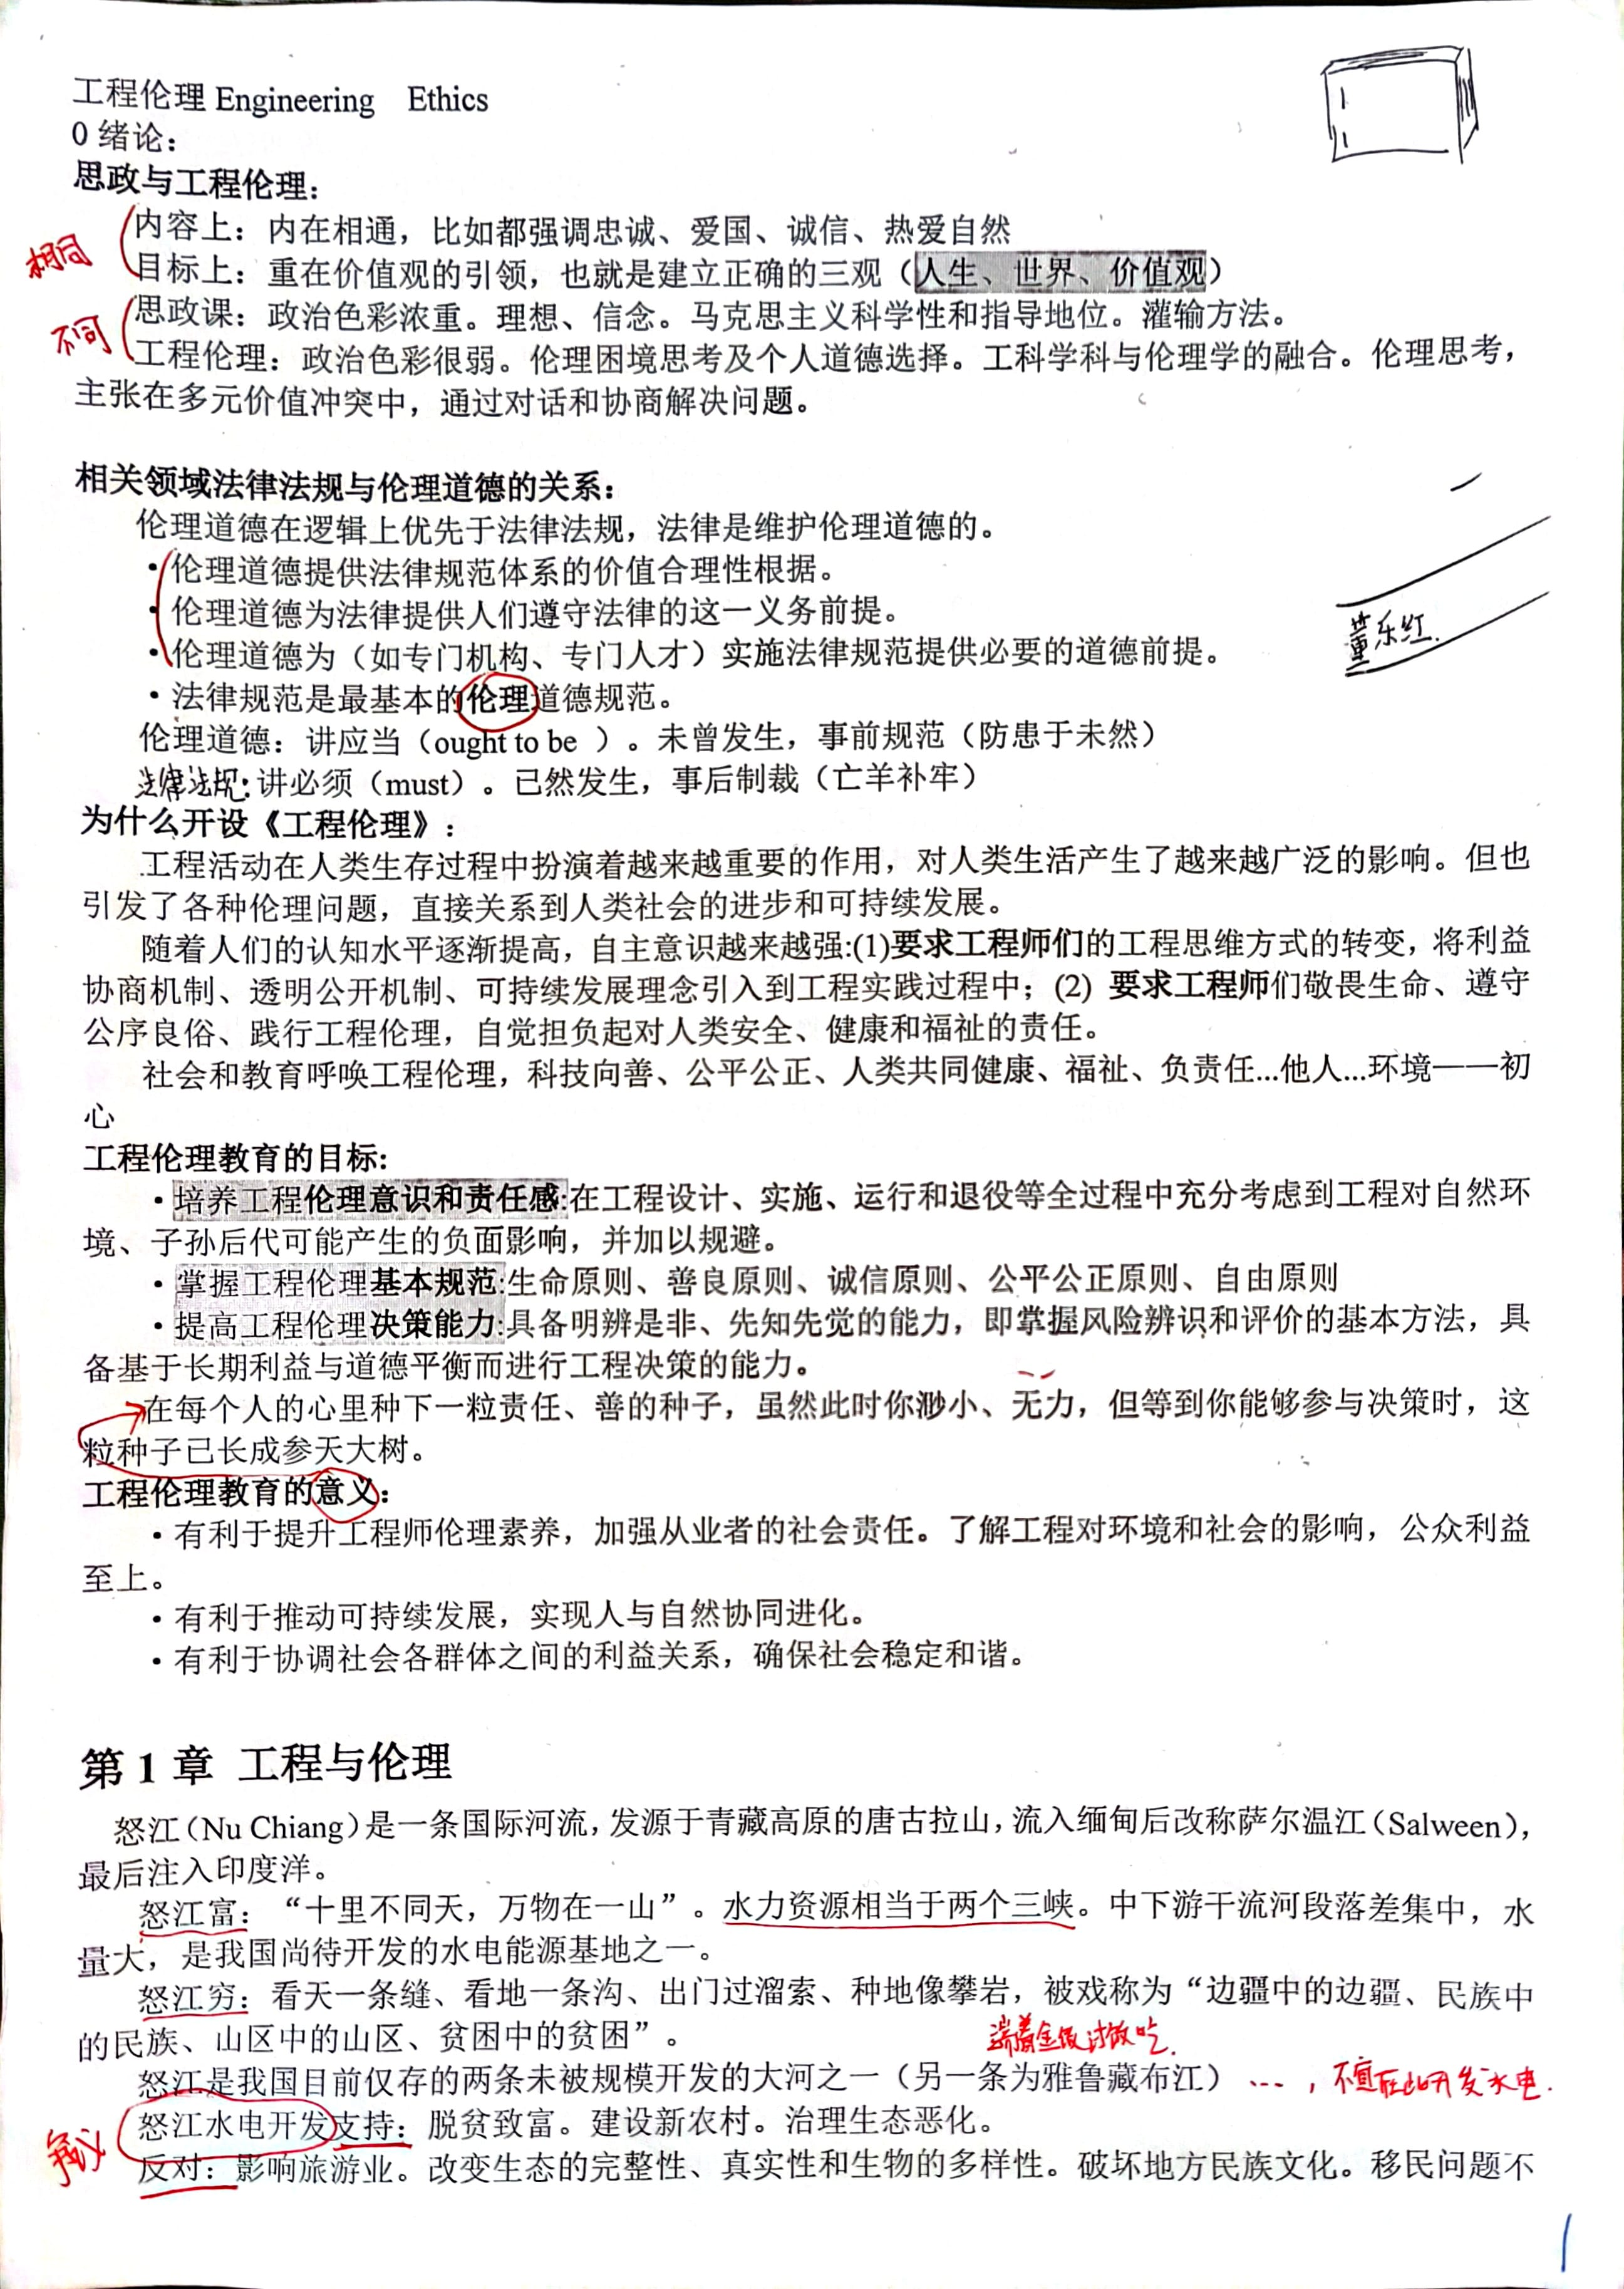 工程伦理 Engineering Ethics
0 绪论：
思政与工程伦理：
相同
内容上：内在相通，比如都强调忠诚、爱国、诚信、热爱自然
目标上：重在价值观的引领，也就是建立正确的三观（人生、世界、价值观）
不同
思政课：政治色彩浓重。理想、信念。马克思主义科学性和指导地位。灌输方法。
工程伦理：政治色彩很弱。伦理困境思考及个人道德选择。工科学科与伦理学的融合。伦理思考，
主张在多元价值冲突中，通过对话和协商解决问题。
相关领域法律法规与伦理道德的关系：
伦理道德在逻辑上优先于法律法规，法律是维护伦理道德的。
• 伦理道德提供法律规范体系的价值合理性根据。
• 伦理道德为法律提供人们遵守法律的这一义务前提。
董乐红.
• 伦理道德为（如专门机构、专门人才）实施法律规范提供必要的道德前提。
• 法律规范是最基本的伦理道德规范。
伦理道德：讲应当（ought to be ）。未曾发生，事前规范（防患于未然）
法律法规：讲必须（must）。已然发生，事后制裁（亡羊补牢）
为什么开设《工程伦理》：
工程活动在人类生存过程中扮演着越来越重要的作用，对人类生活产生了越来越广泛的影响。但也
引发了各种伦理问题，直接关系到人类社会的进步和可持续发展。
随着人们的认知水平逐渐提高，自主意识越来越强:(1)要求工程师们的工程思维方式的转变，将利益
协商机制、透明公开机制、可持续发展理念引入到工程实践过程中；(2) 要求工程师们敬畏生命、遵守
公序良俗、践行工程伦理，自觉担负起对人类安全、健康和福祉的责任。
社会和教育呼唤工程伦理，科技向善、公平公正、人类共同健康、福祉、负责任...他人...环境——初
心
工程伦理教育的目标:
• 培养工程伦理意识和责任感:在工程设计、实施、运行和退役等全过程中充分考虑到工程对自然环
境、子孙后代可能产生的负面影响，并加以规避。
• 掌握工程伦理基本规范:生命原则、善良原则、诚信原则、公平公正原则、自由原则
• 提高工程伦理决策能力:具备明辨是非、先知先觉的能力，即掌握风险辨识和评价的基本方法，具
备基于长期利益与道德平衡而进行工程决策的能力。
在每个人的心里种下一粒责任、善的种子，虽然此时你渺小、无力，但等到你能够参与决策时，这
粒种子已长成参天大树。
工程伦理教育的意义：
• 有利于提升工程师伦理素养，加强从业者的社会责任。了解工程对环境和社会的影响，公众利益
至上。
• 有利于推动可持续发展，实现人与自然协同进化。
• 有利于协调社会各群体之间的利益关系，确保社会稳定和谐。
第 1 章 工程与伦理
怒江（Nu Chiang）是一条国际河流，发源于青藏高原的唐古拉山，流入缅甸后改称萨尔温江（Salween），
最后注入印度洋。
怒江富：“十里不同天，万物在一山”。水力资源相当于两个三峡。中下游干流河段落差集中，水
量大，是我国尚待开发的水电能源基地之一。
怒江穷：看天一条缝、看地一条沟、出门过溜索、种地像攀岩，被戏称为“边疆中的边疆、民族中
的民族、山区中的山区、贫困中的贫困”。
端着金饭讨饭吃.
怒江是我国目前仅存的两条未被规模开发的大河之一（另一条为雅鲁藏布江） ...，不宜在此开发水电.
争议
怒江水电开发支持：脱贫致富。建设新农村。治理生态恶化。
反对：影响旅游业。改变生态的完整性、真实性和生物的多样性。破坏地方民族文化。移民问题不
1